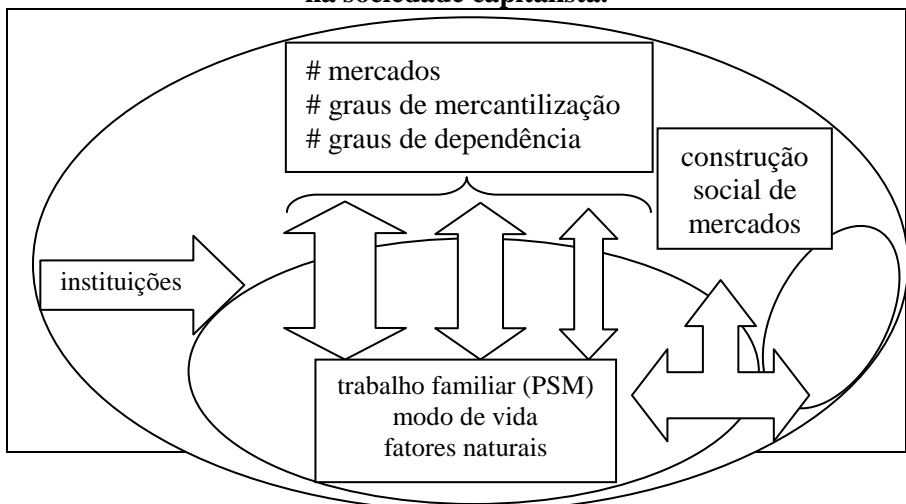 na sociedade capitalista.
# mercados
# graus de mercantilização
# graus de dependência
construção
social de
mercados
instituições
trabalho familiar (PSM)
modo de vida
fatores naturais